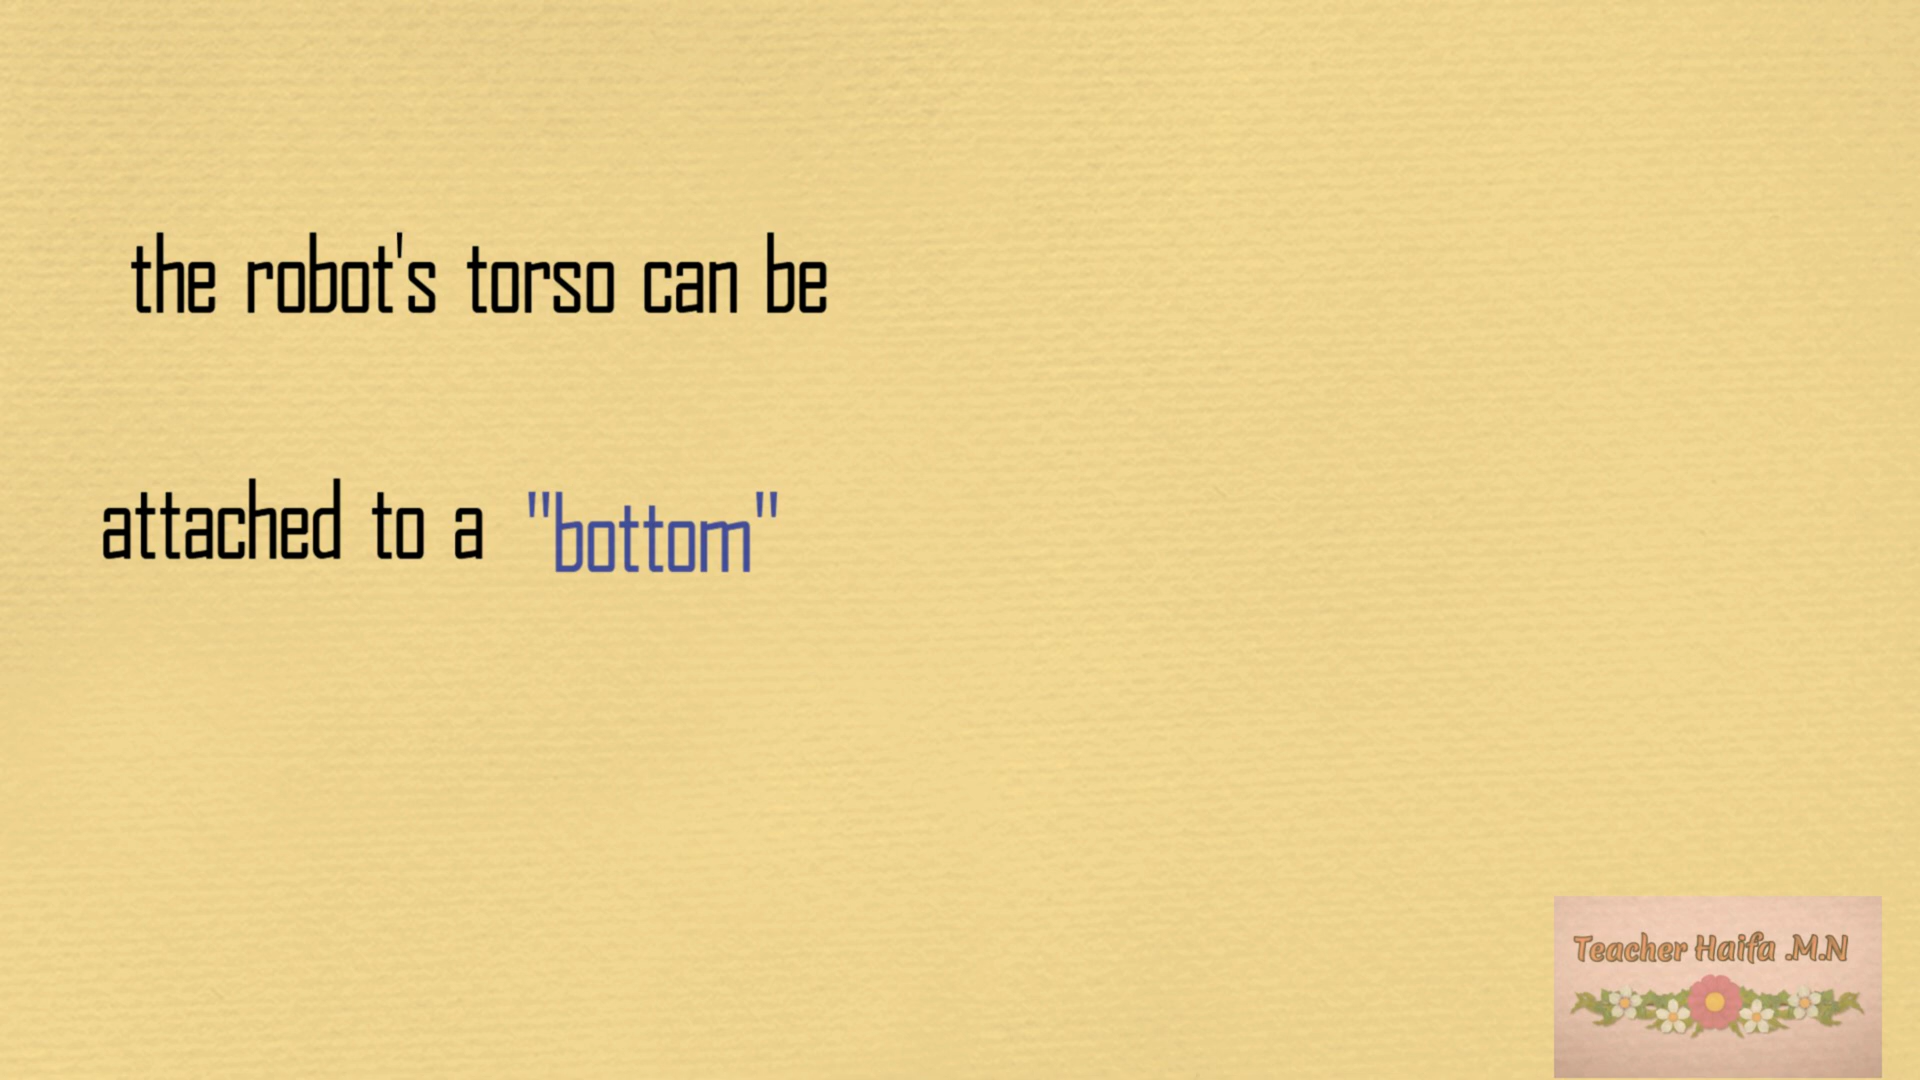 the robot's torso can be
attached to a "bottom"
Teacher Haifa .M.N